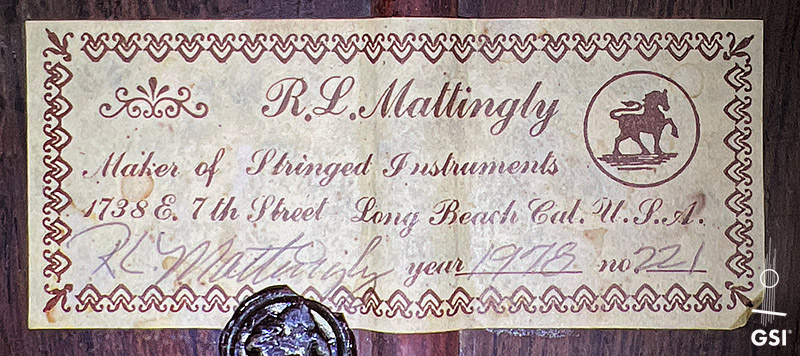 R.L. Mattingly
Maker of Stringed Instruments
1738 E. 7th Street Long Beach Cal. U.S.A.
RL Mattingly year 1978 no 221
GSI